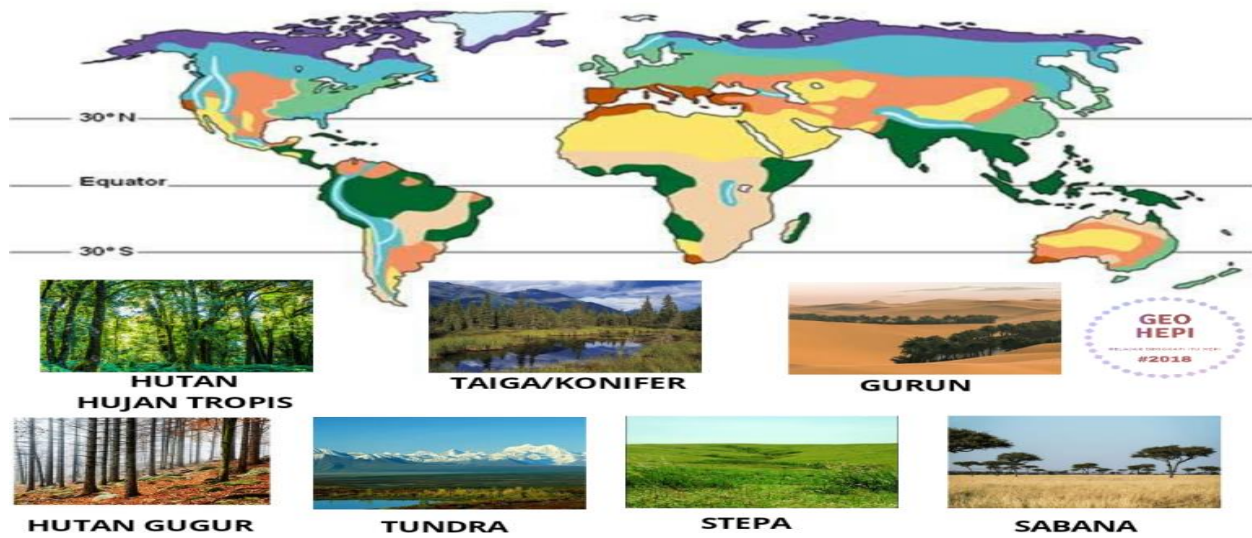 30° N
Equator
30° S
HUTAN
HUJAN TROPIS
TAIGA/KONIFER
GURUN
GEO
HEPI
#2018
HUTAN GUGUR
TUNDRA
STEPA
SABANA